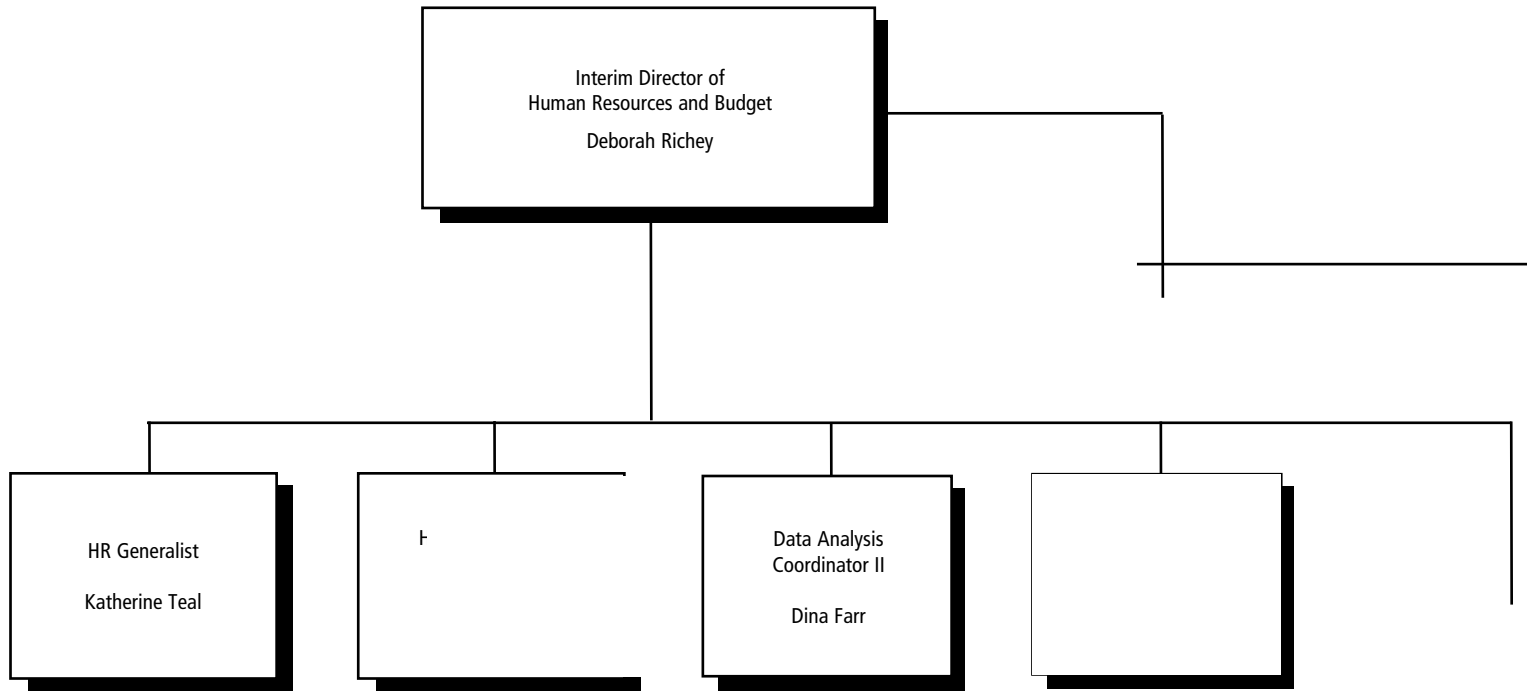 Interim Director of
Human Resources and Budget
Deborah Richey
HR Generalist
Katherine Teal
Data Analysis
Coordinator II
Dina Farr